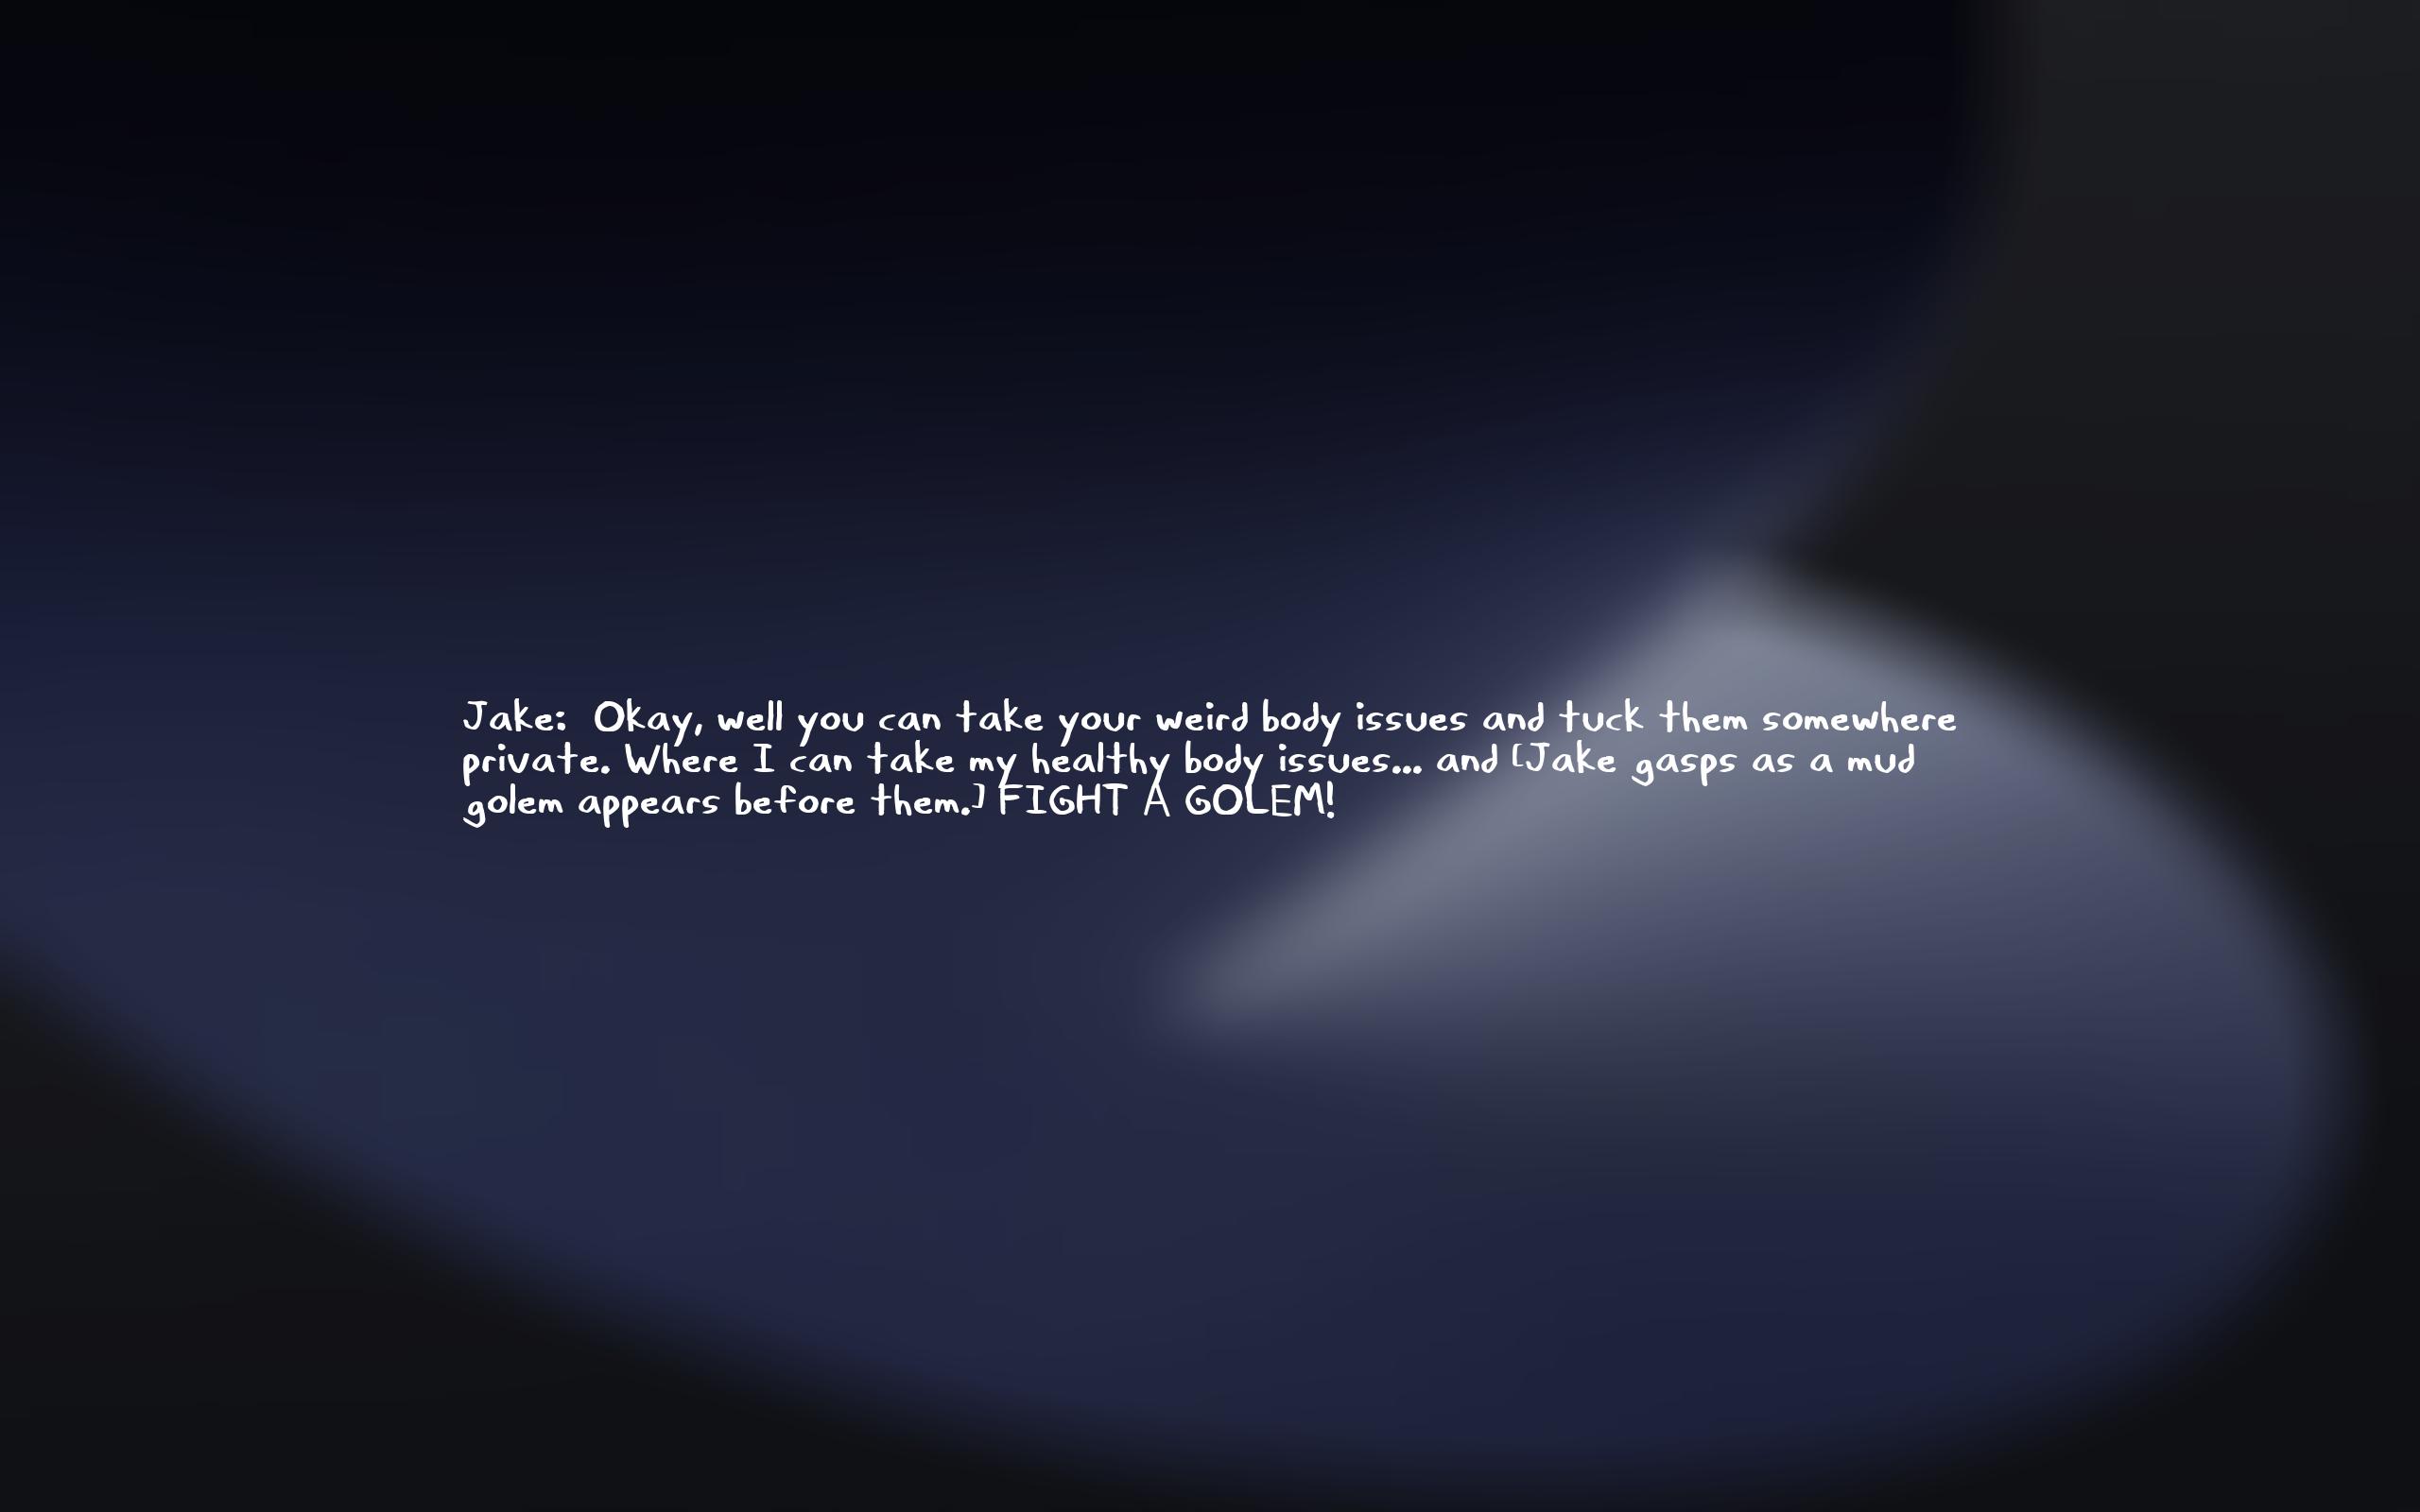 Jake:  Okay, well you can take your weird body issues and tuck them somewhere
private. Where I can take my healthy body issues... and [Jake gasps as a mud
golem appears before them.] FIGHT A GOLEM!